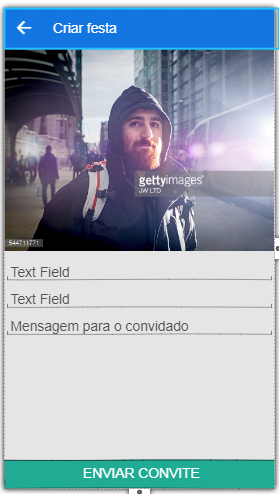 Criar festa
gettyimages®
JW LTD
544711771
Text Field
Text Field
Mensagem para o convidado
ENVIAR CONVITE